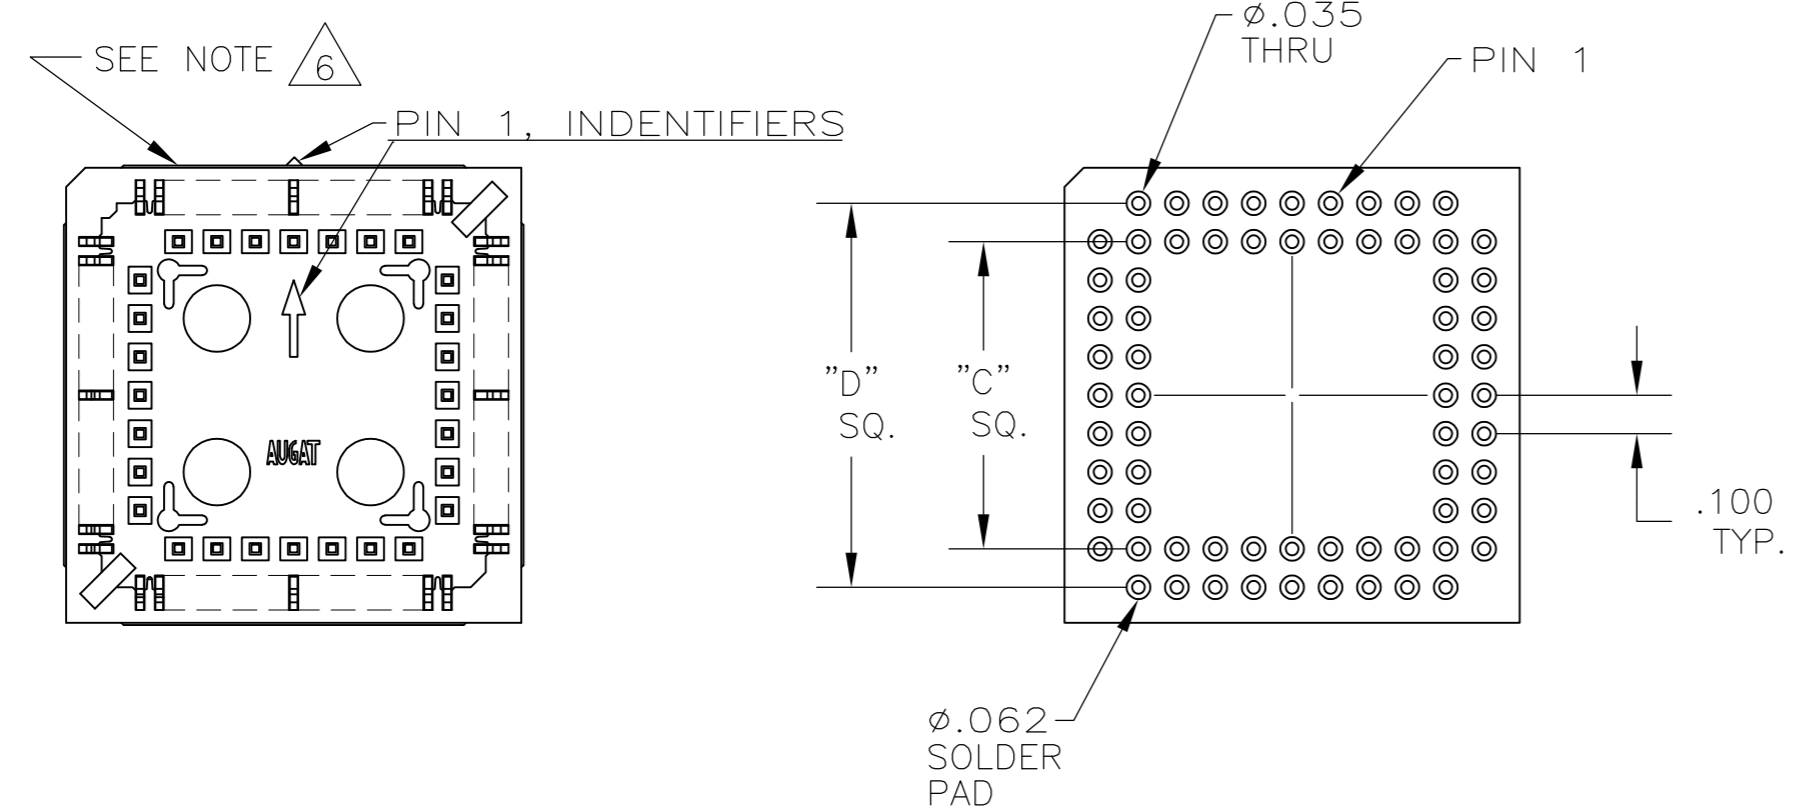 SEE NOTE 6
PIN 1, INDENTIFIERS
AUGAT
ø.035
THRU
PIN 1
"D"
SQ.
"C"
SQ.
.100
TYP.
ø.062
SOLDER
PAD